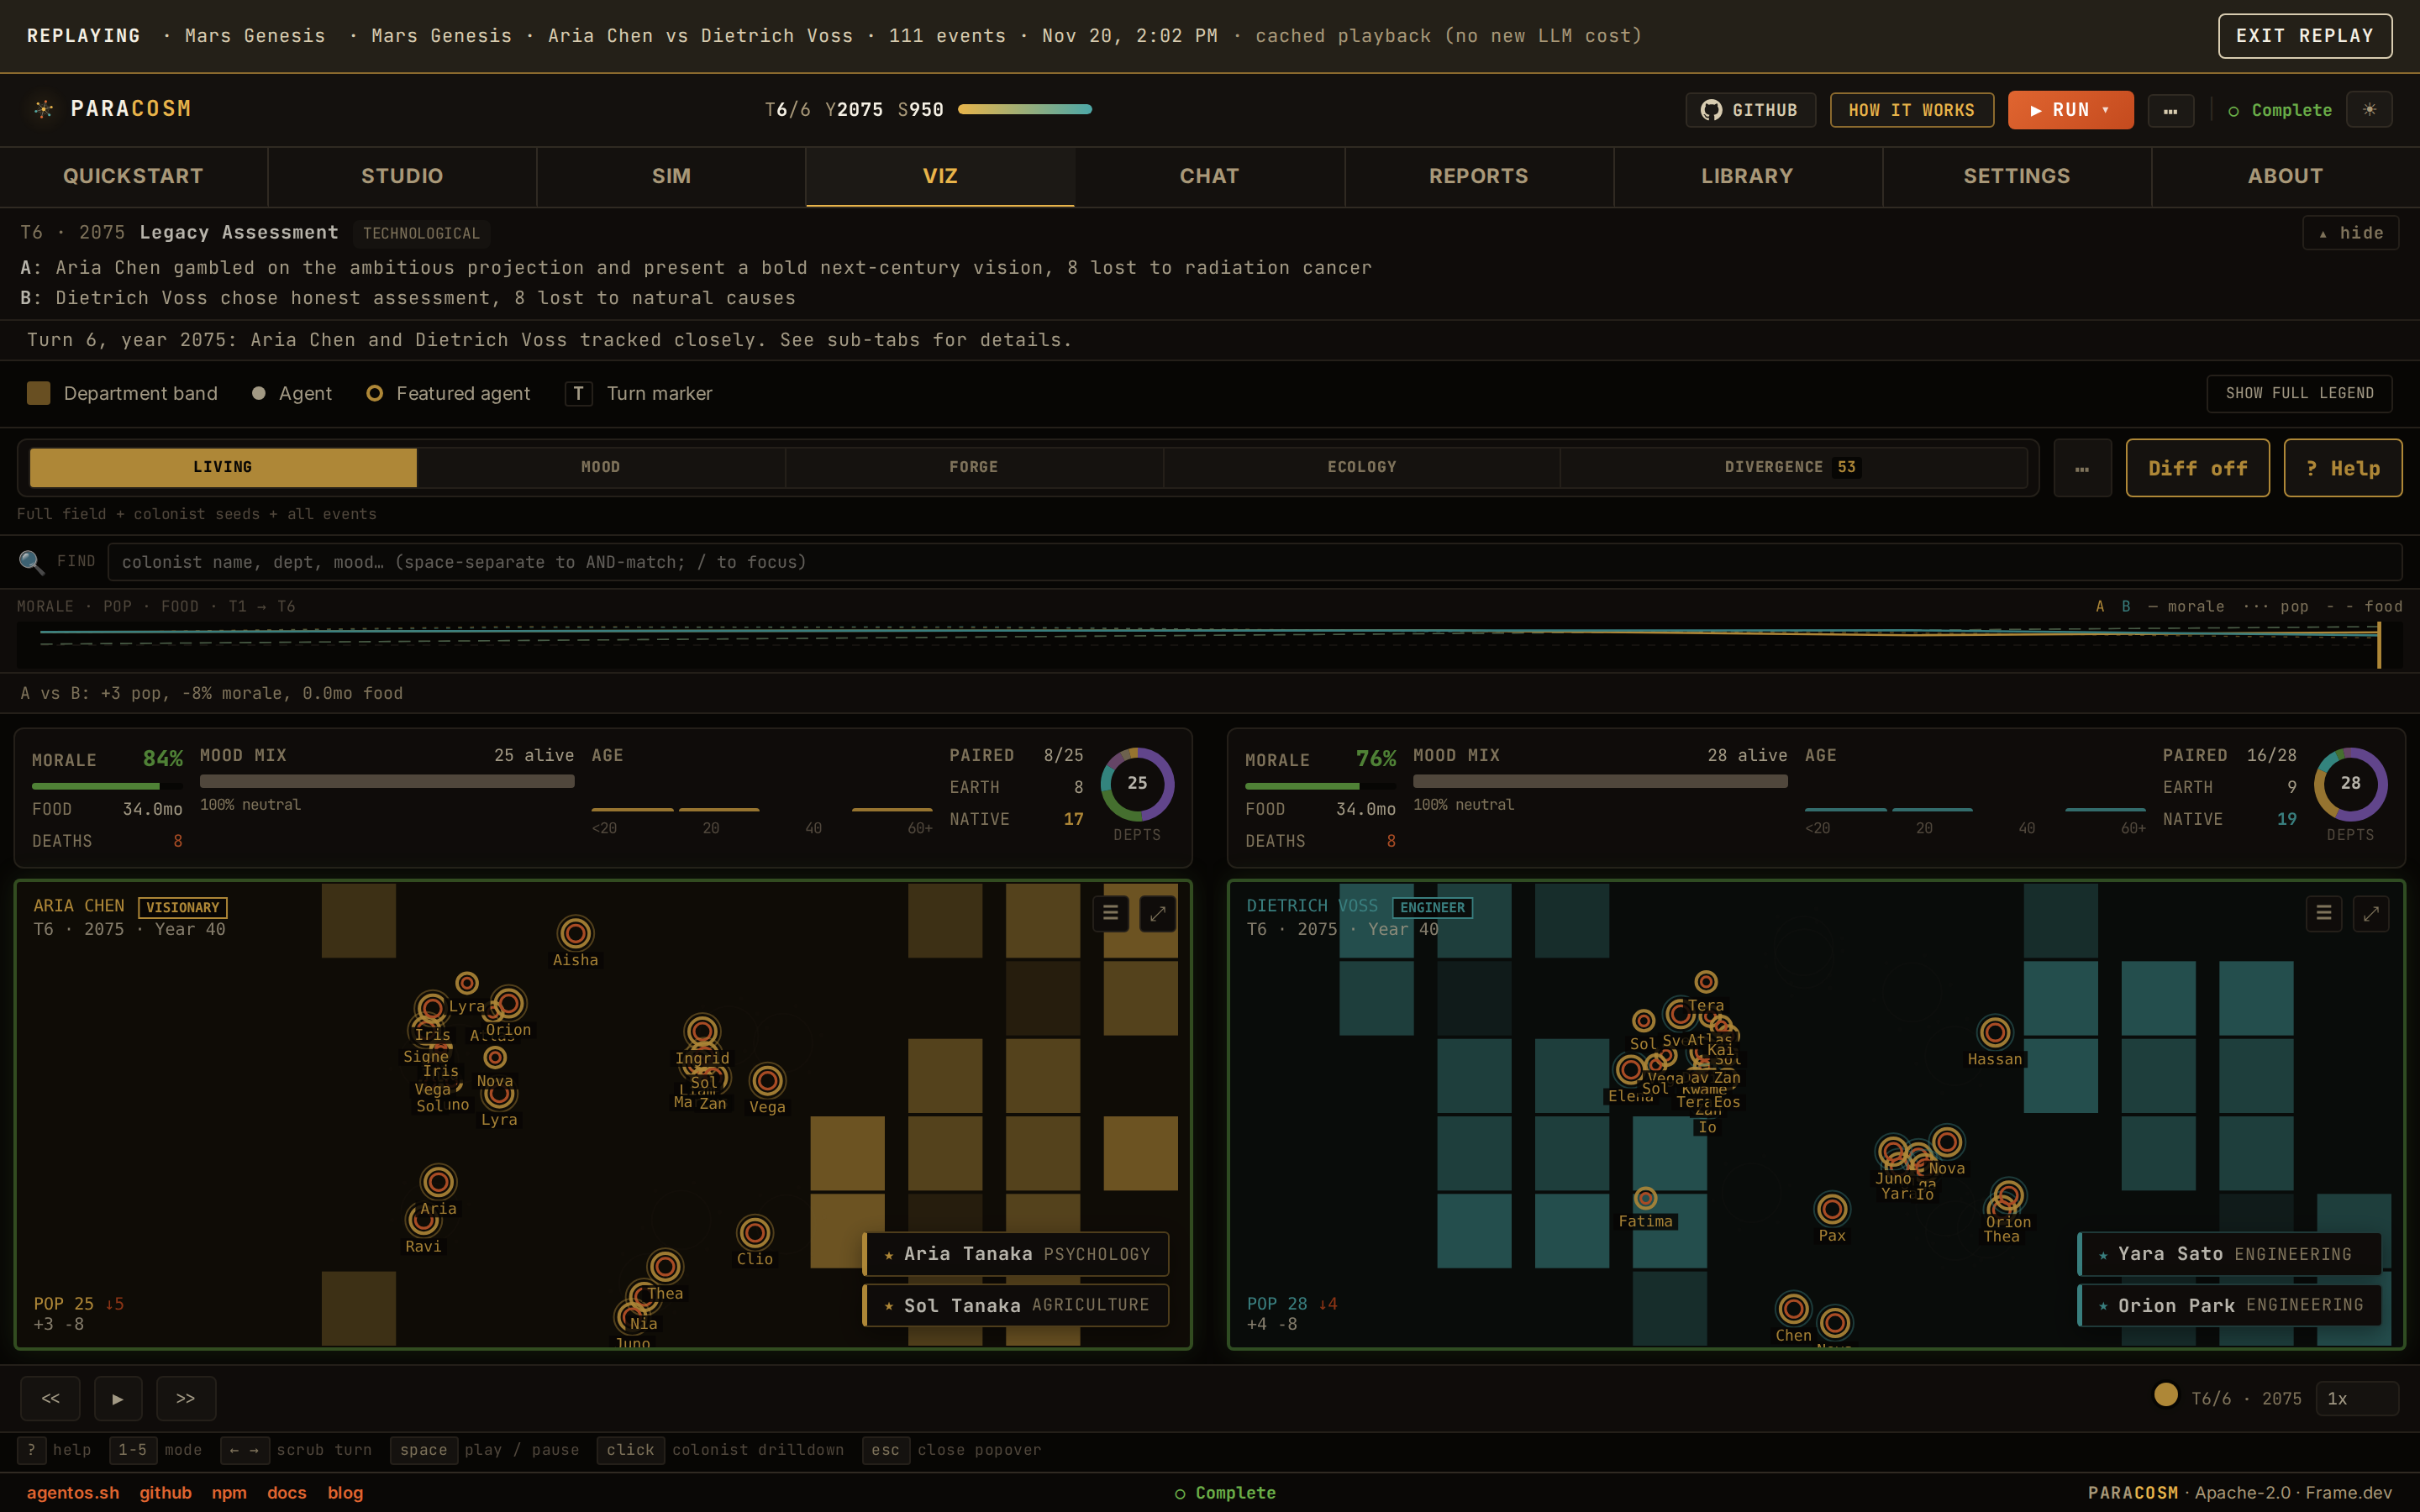 REPLAYING · Mars Genesis · Mars Genesis · Aria Chen vs Dietrich Voss · 111 events · Nov 20, 2:02 PM · cached playback (no new LLM cost)
EXIT REPLAY
PARACOSM
T6/6 Y2075 S950
GITHUB
HOW IT WORKS
▶ RUN ▾
…
○ Complete
QUICKSTART
STUDIO
SIM
VIZ
CHAT
REPORTS
LIBRARY
SETTINGS
ABOUT
T6 · 2075 Legacy Assessment TECHNOLOGICAL
▴ hide
A: Aria Chen gambled on the ambitious projection and present a bold next-century vision, 8 lost to radiation cancer
B: Dietrich Voss chose honest assessment, 8 lost to natural causes
Turn 6, year 2075: Aria Chen and Dietrich Voss tracked closely. See sub-tabs for details.
Department band
Agent
Featured agent
T Turn marker
SHOW FULL LEGEND
LIVING
MOOD
FORGE
ECOLOGY
DIVERGENCE 53
…
Diff off
? Help
Full field + colonist seeds + all events
FIND
colonist name, dept, mood… (space-separate to AND-match; / to focus)
MORALE · POP · FOOD · T1 → T6
A B — morale ··· pop - - food
A vs B: +3 pop, -8% morale, 0.0mo food
MORALE 84%
FOOD 34.0mo
DEATHS 8
MOOD MIX 25 alive
100% neutral
AGE
<20 20 40 60+
PAIRED 8/25
EARTH 8
NATIVE 17
25
DEPTS
MORALE 76%
FOOD 34.0mo
DEATHS 8
MOOD MIX 28 alive
100% neutral
AGE
<20 20 40 60+
PAIRED 16/28
EARTH 9
NATIVE 19
28
DEPTS
ARIA CHEN VISIONARY
T6 · 2075 · Year 40
Aisha
Lyra
Orion
Iris
Signe
Iris
Nova
Vega
Sol
Lyra
Ingrid
Sol
Zan
Vega
Aria
Ravi
Clio
Thea
Nia
Juno
★ Aria Tanaka PSYCHOLOGY
★ Sol Tanaka AGRICULTURE
POP 25 ↓5
+3 -8
DIETRICH VOSS ENGINEER
T6 · 2075 · Year 40
Tera
Sol
Atlas
Kai
Hassan
Elena
Sol
Zan
Tera
Eos
Io
Nova
Juno
Yara
Io
Fatima
Pax
Orion
Thea
Chen
★ Yara Sato ENGINEERING
★ Orion Park ENGINEERING
POP 28 ↓4
+4 -8
<< ▶ >>
T6/6 · 2075 1x
? help 1-5 mode ← → scrub turn space play / pause click colonist drilldown esc close popover
agentos.sh github npm docs blog
○ Complete
PARACOSM · Apache-2.0 · Frame.dev